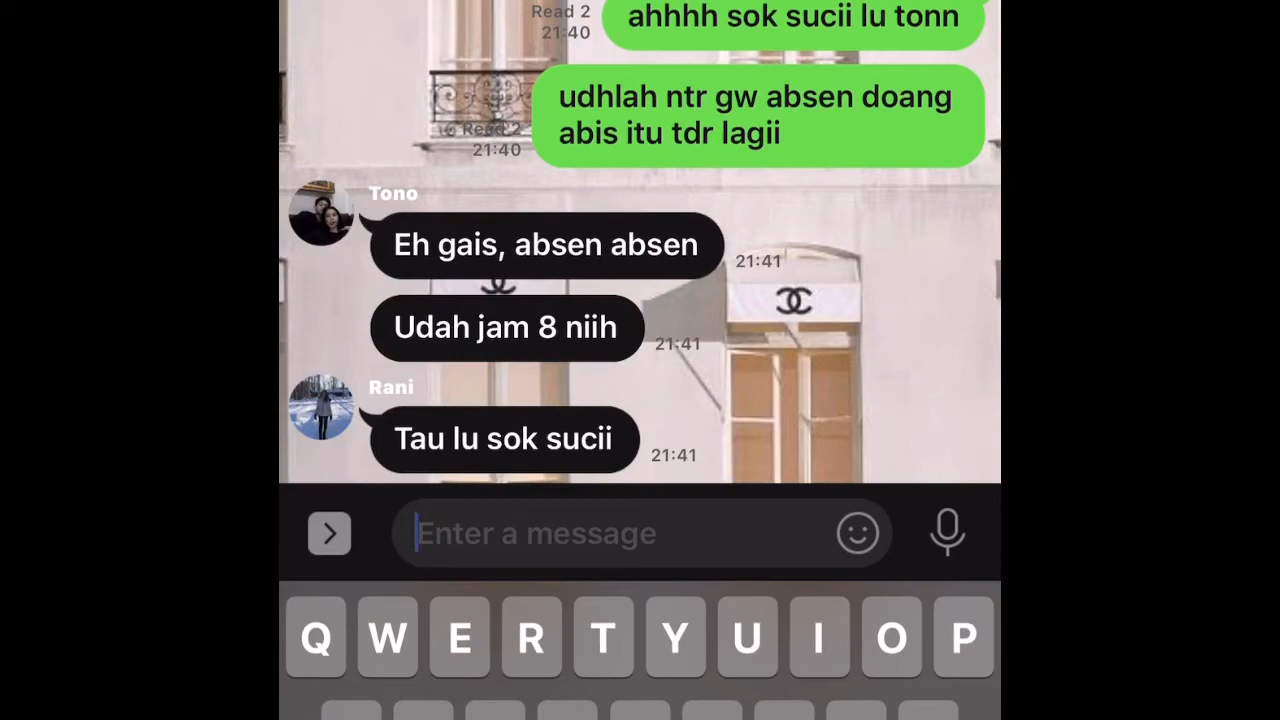 Read 2
21:40
ahhhh sok sucii lu tonn
udhlah ntr gw absen doang
abis itu tdr lagii
Read 2
21:40
Tono
Eh gais, absen absen
21:41
Udah jam 8 niih
21:41
Rani
Tau lu sok sucii
21:41
Enter a message
Q W E R T Y U I O P